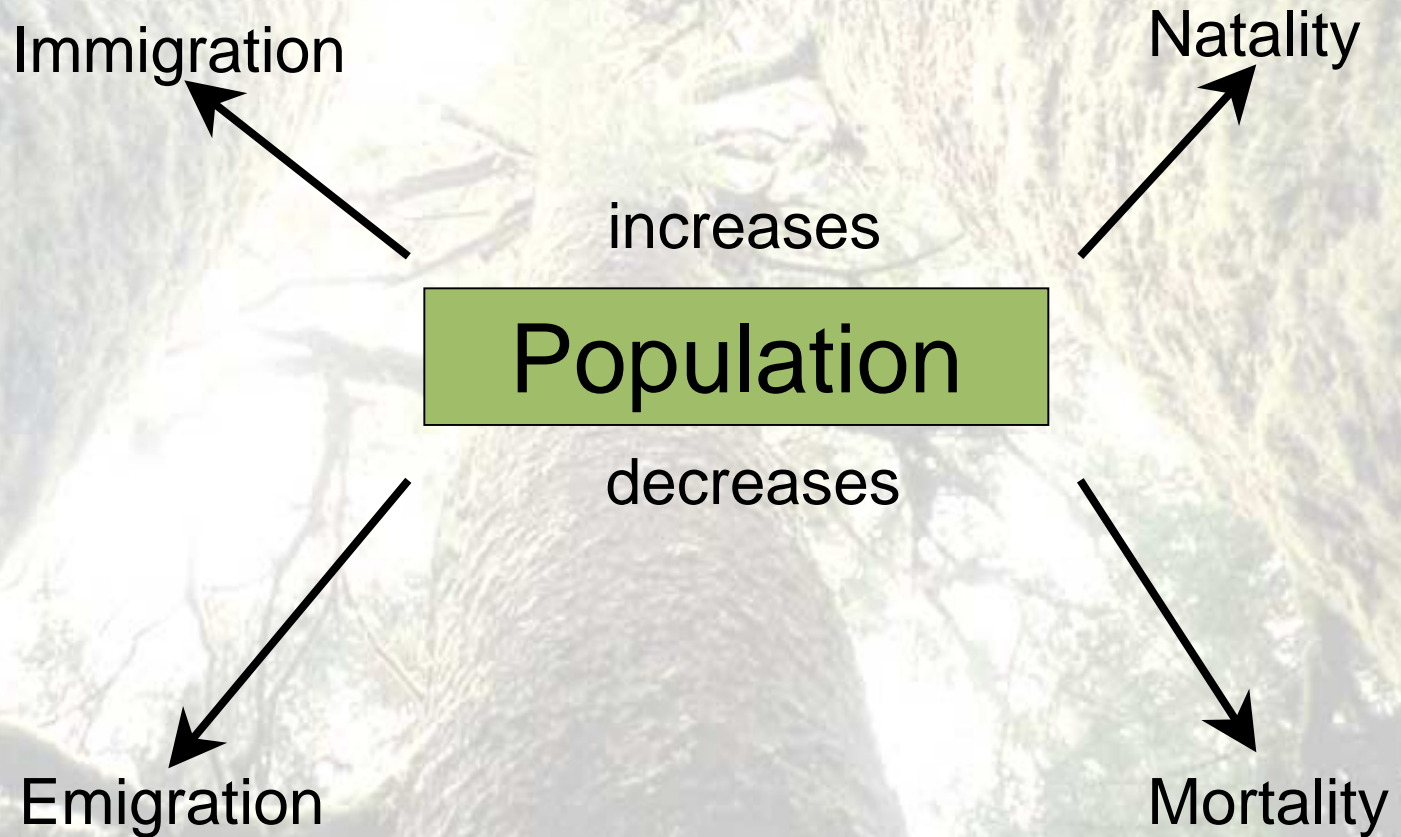 Immigration
Natality
increases
Population
decreases
Emigration
Mortality